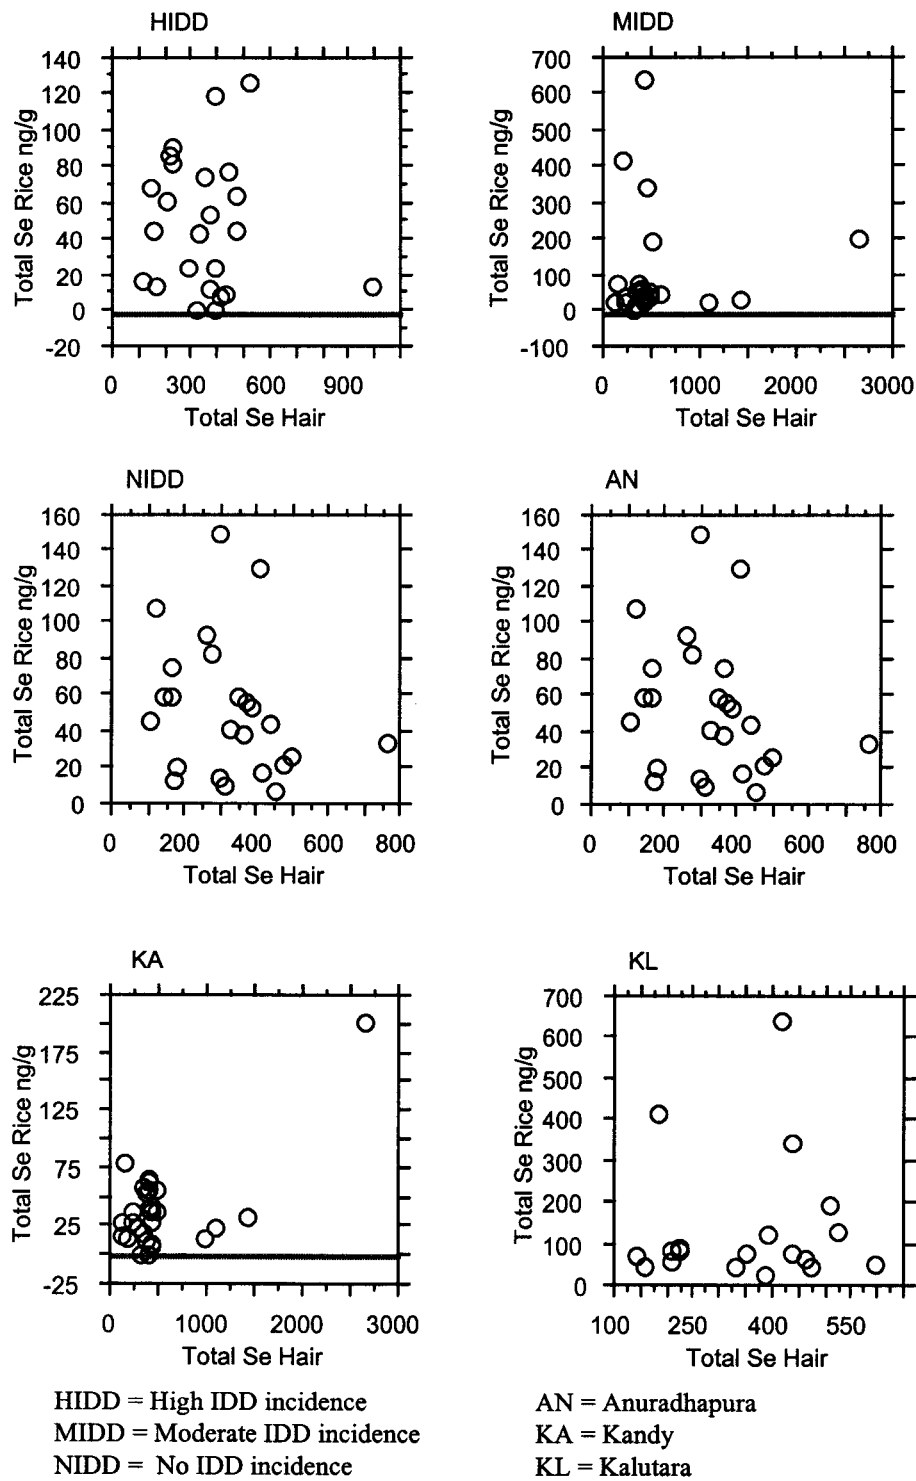 HIDD
MIDD
140
120
100
80
60
40
20
0
-20
Total Se Rice ng/g
0 300 600 900
Total Se Hair
700
600
500
400
300
200
100
0
-100
Total Se Rice ng/g
0 1000 2000 3000
Total Se Hair
NIDD
AN
160
140
120
100
80
60
40
20
0
Total Se Rice ng/g
0 200 400 600 800
Total Se Hair
160
140
120
100
80
60
40
20
0
Total Se Rice ng/g
0 200 400 600 800
Total Se Hair
KA
KL
225
175
125
75
25
-25
Total Se Rice ng/g
0 1000 2000 3000
Total Se Hair
700
600
500
400
300
200
100
0
Total Se Rice ng/g
100 250 400 550
Total Se Hair
HIDD = High IDD incidence
MIDD = Moderate IDD incidence
NIDD = No IDD incidence
AN = Anuradhapura
KA = Kandy
KL = Kalutara